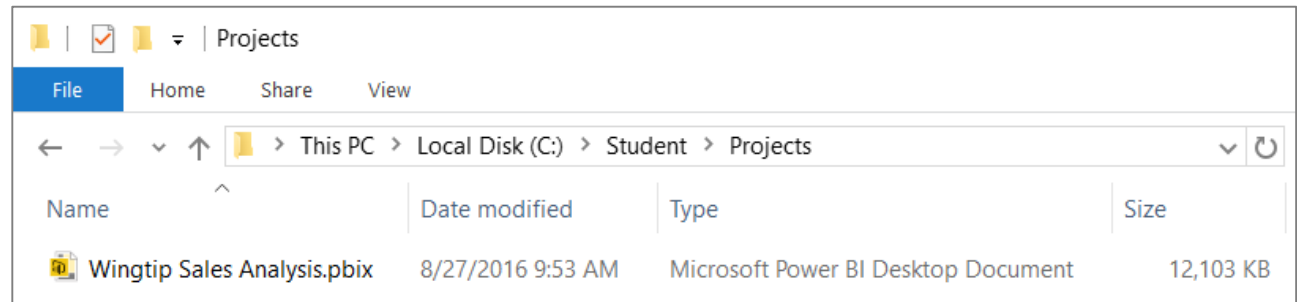 Projects
File Home Share View
> This PC > Local Disk (C:) > Student > Projects
Name Date modified Type Size
Wingtip Sales Analysis.pbix 8/27/2016 9:53 AM Microsoft Power BI Desktop Document 12,103 KB